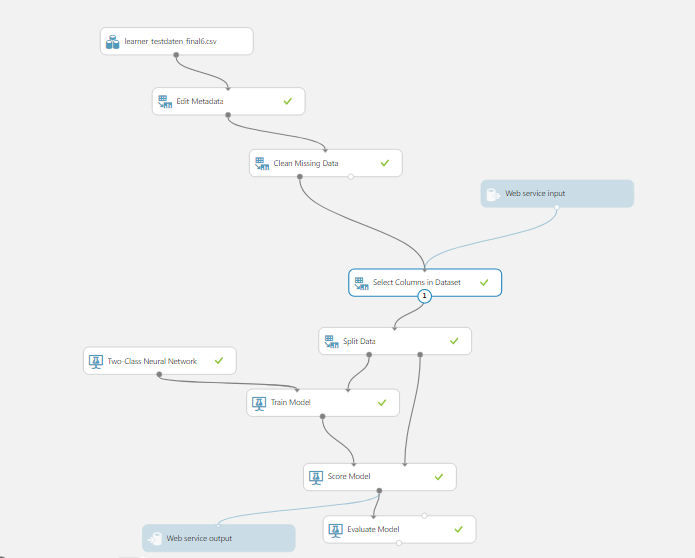 learner_testdaten_final6.csv
Edit Metadata
Clean Missing Data
Web service input
Select Columns in Dataset
1
Split Data
Two-Class Neural Network
Train Model
Score Model
Evaluate Model
Web service output